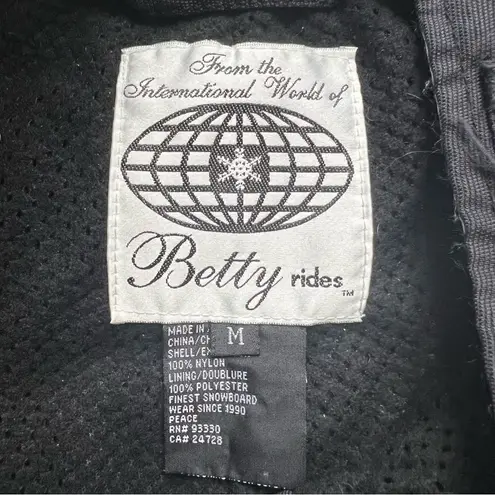 From the
International World of
Betty rides ™
M
MADE IN
CHINA/CH
SHELL/EX
100% NYLON
LINING/DOUBLURE
100% POLYESTER
FINEST SNOWBOARD
WEAR SINCE 1990
PEACE
RN# 93330
CA# 24728